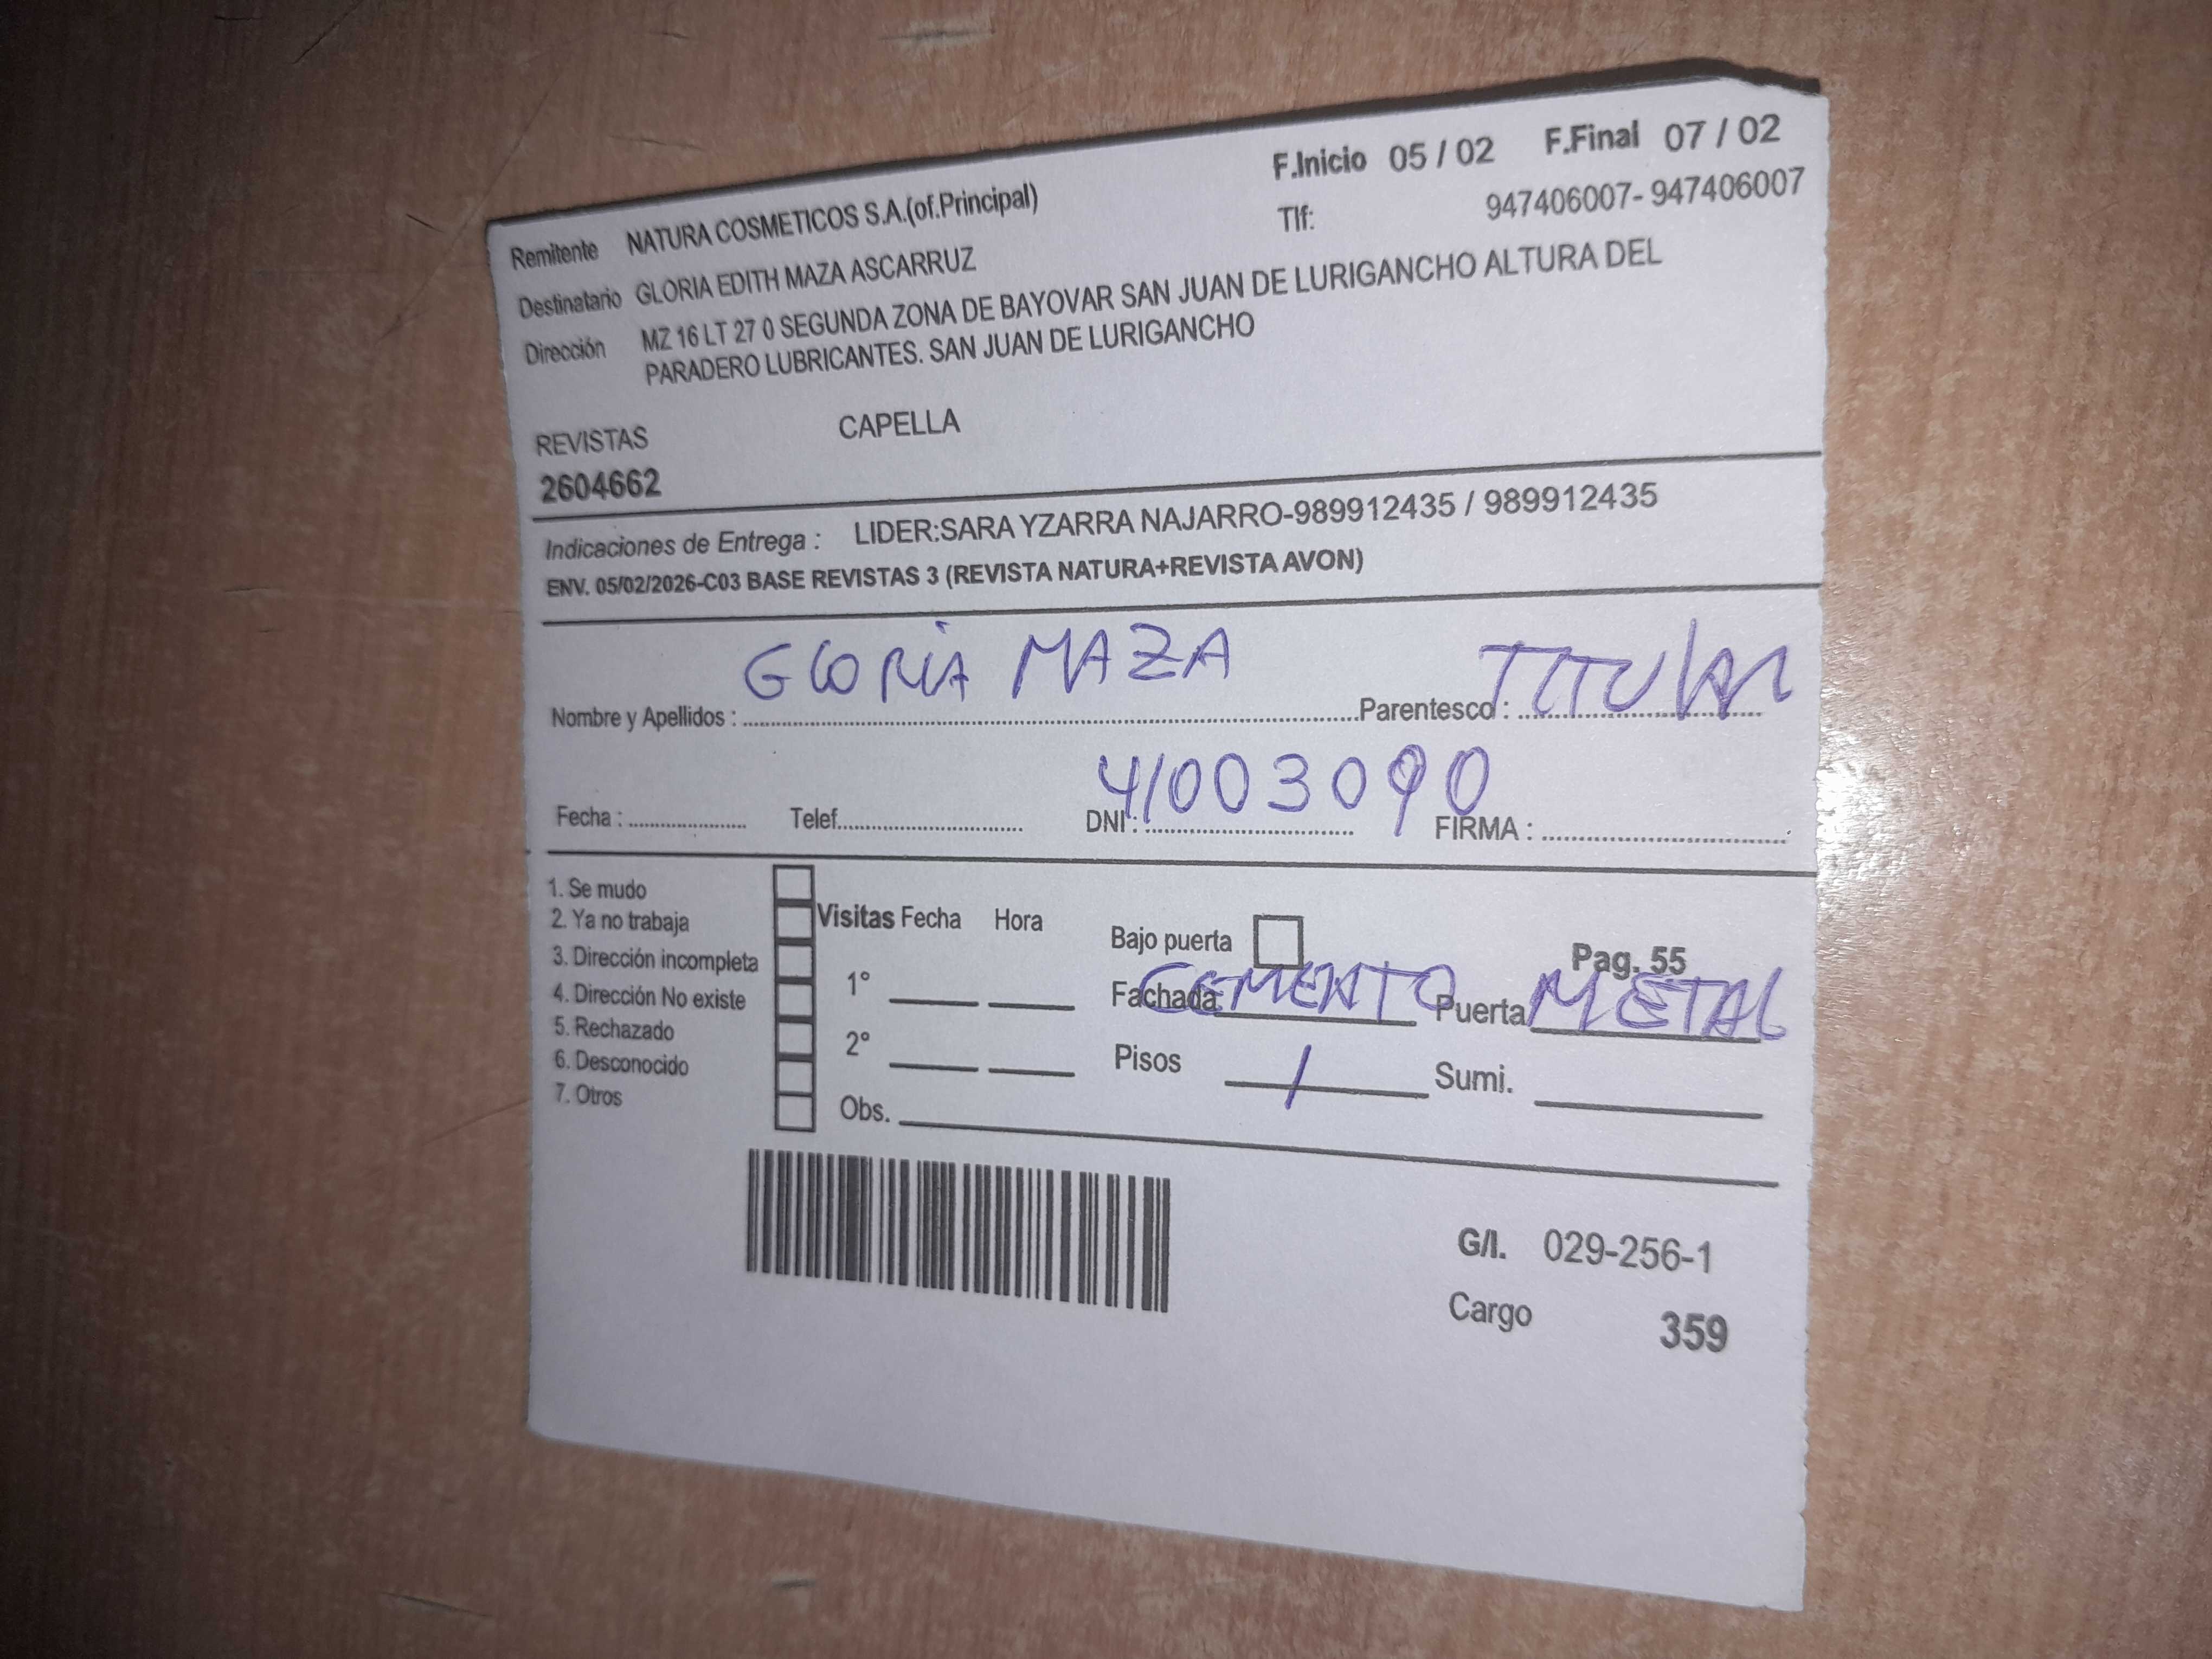 F.Inicio 05 / 02 F.Final 07 / 02
Remitente NATURA COSMETICOS S.A.(of.Principal) Tlf: 947406007- 947406007
Destinatario GLORIA EDITH MAZA ASCARRUZ
Dirección MZ 16 LT 27 0 SEGUNDA ZONA DE BAYOVAR SAN JUAN DE LURIGANCHO ALTURA DEL
PARADERO LUBRICANTES. SAN JUAN DE LURIGANCHO
REVISTAS CAPELLA
2604662
Indicaciones de Entrega : LIDER:SARA YZARRA NAJARRO-989912435 / 989912435
ENV. 05/02/2026-C03 BASE REVISTAS 3 (REVISTA NATURA+REVISTA AVON)
Nombre y Apellidos : GLORIA MAZA Parentesco : TITULAR
Fecha : Telef. DNI : 41003090 FIRMA :
1. Se mudo
2. Ya no trabaja
3. Dirección incompleta
4. Dirección No existe
5. Rechazado
6. Desconocido
7. Otros
Visitas Fecha Hora
1°
2°
Obs.
Bajo puerta Pag. 55
Fachada CEMENTO Puerta METAL
Pisos 1 Sumi.
G/I. 029-256-1
Cargo 359